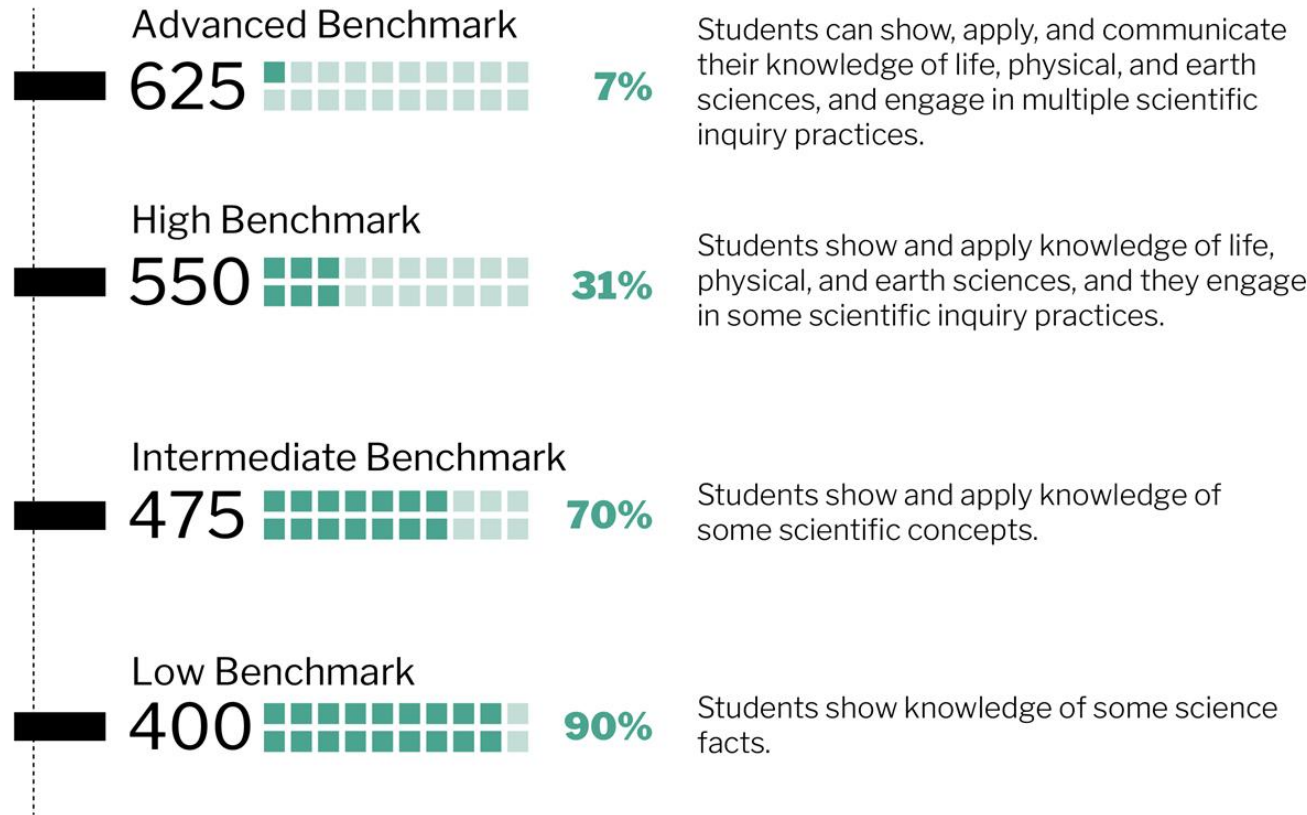 Advanced Benchmark
625
7%
Students can show, apply, and communicate
their knowledge of life, physical, and earth
sciences, and engage in multiple scientific
inquiry practices.
High Benchmark
550
31%
Students show and apply knowledge of life,
physical, and earth sciences, and they engage
in some scientific inquiry practices.
Intermediate Benchmark
475
70%
Students show and apply knowledge of
some scientific concepts.
Low Benchmark
400
90%
Students show knowledge of some science
facts.